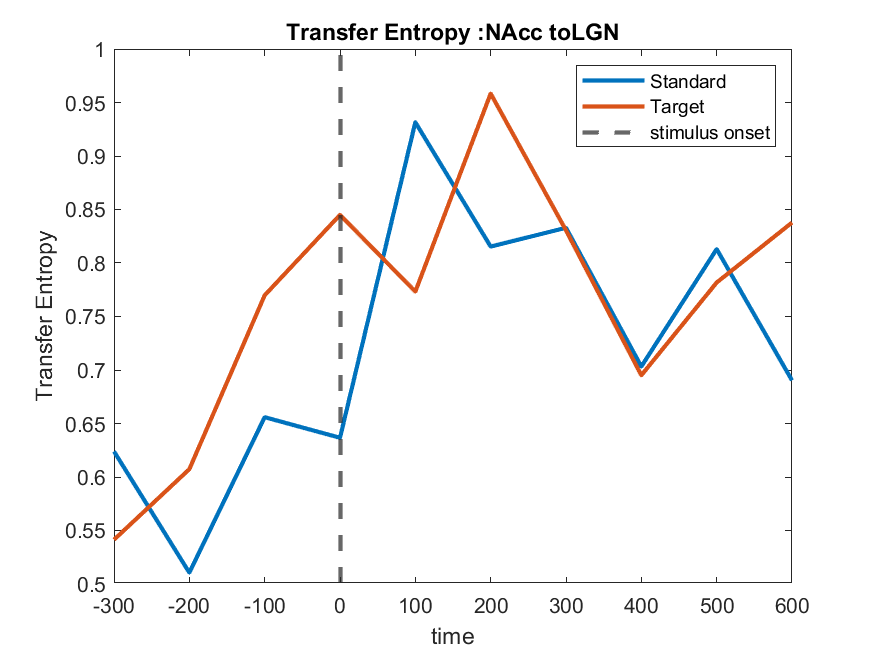 Transfer Entropy :NAcc toLGN
1
0.95
0.9
0.85
0.8
0.75
0.7
0.65
0.6
0.55
0.5
Transfer Entropy
Standard
Target
stimulus onset
-300 -200 -100 0 100 200 300 400 500 600
time